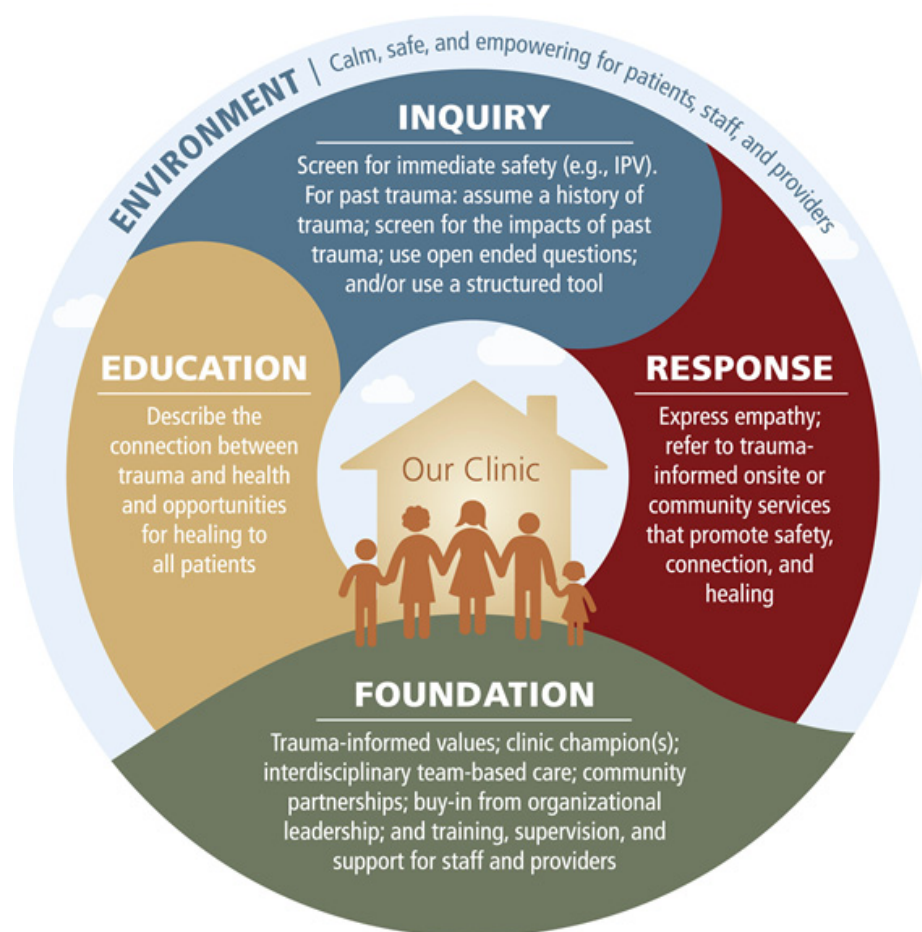 ENVIRONMENT | Calm, safe, and empowering for patients, staff, and providers
INQUIRY
Screen for immediate safety (e.g., IPV).
For past trauma: assume a history of
trauma; screen for the impacts of past
trauma; use open ended questions;
and/or use a structured tool
EDUCATION
Describe the
connection between
trauma and health
and opportunities
for healing to
all patients
Our Clinic
RESPONSE
Express empathy;
refer to trauma-
informed onsite or
community services
that promote safety,
connection, and
healing
FOUNDATION
Trauma-informed values; clinic champion(s);
interdisciplinary team-based care; community
partnerships; buy-in from organizational
leadership; and training, supervision, and
support for staff and providers